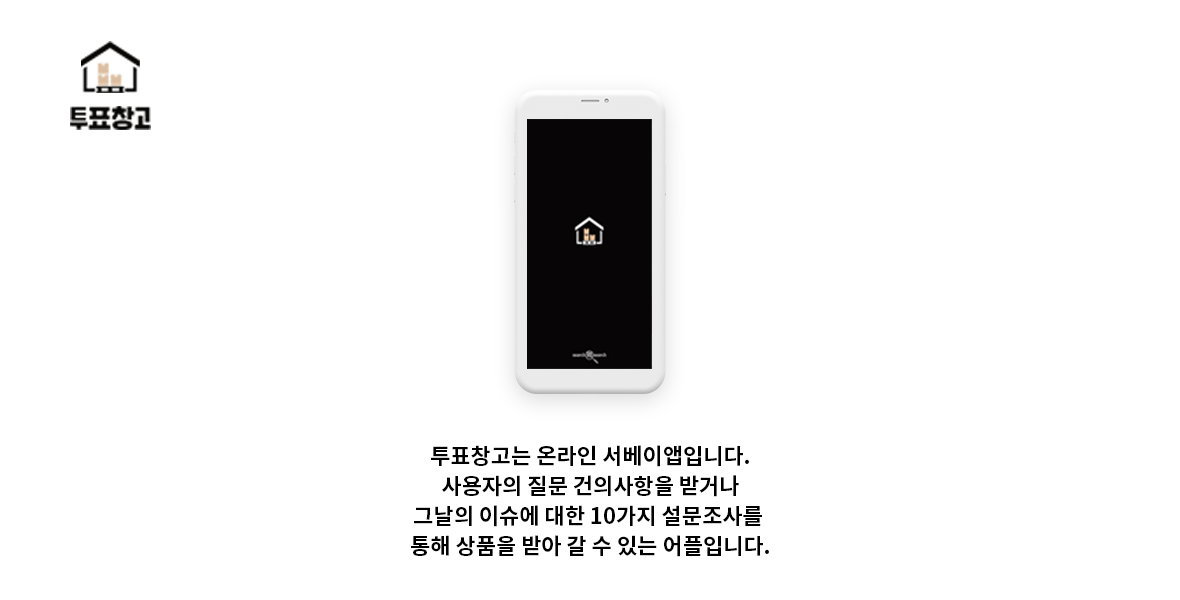 투표창고
투표창고는 온라인 서베이앱입니다.
사용자의 질문 건의사항을 받거나
그날의 이슈에 대한 10가지 설문조사를
통해 상품을 받아 갈 수 있는 어플입니다.